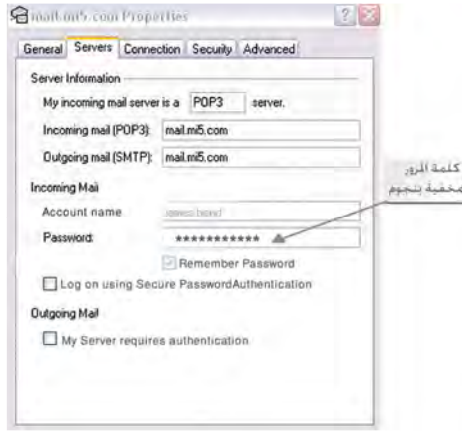 mail.mi5.com Properties
General Servers Connection Security Advanced
Server Information
My incoming mail server is a POP3 server.
Incoming mail (POP3): mail.mi5.com
Outgoing mail (SMTP): mail.mi5.com
Incoming Mail
Account name james.bond
Password: ***********
Remember Password
Log on using Secure PasswordAuthentication
Outgoing Mail
My Server requires authentication
كلمة المرور
مخفية بنجوم